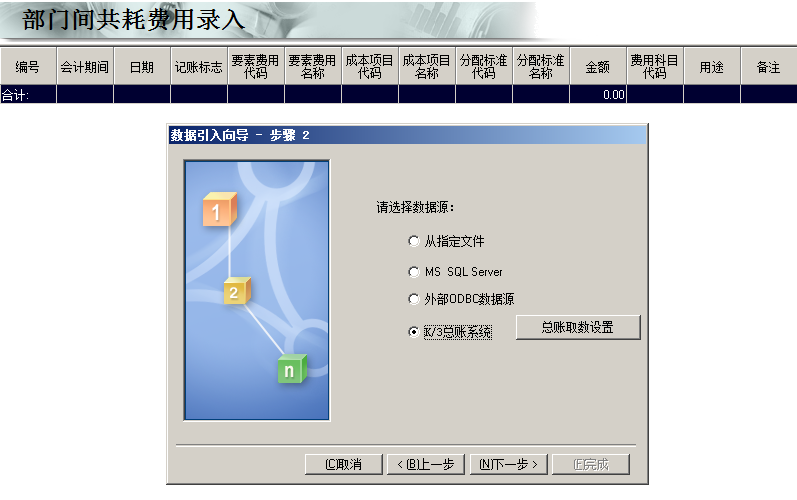 部门间共耗费用录入
编号 会计期间 日期 记账标志 要素费用代码 要素费用名称 成本项目代码 成本项目名称 分配标准代码 分配标准名称 金额 费用科目代码 用途 备注
合计: 0.00
数据引入向导 - 步骤 2
1
2
n
请选择数据源:
从指定文件
MS SQL Server
外部ODBC数据源
K/3总账系统
总账取数设置
(C)取消 <(B)上一步 (N)下一步> (F)完成